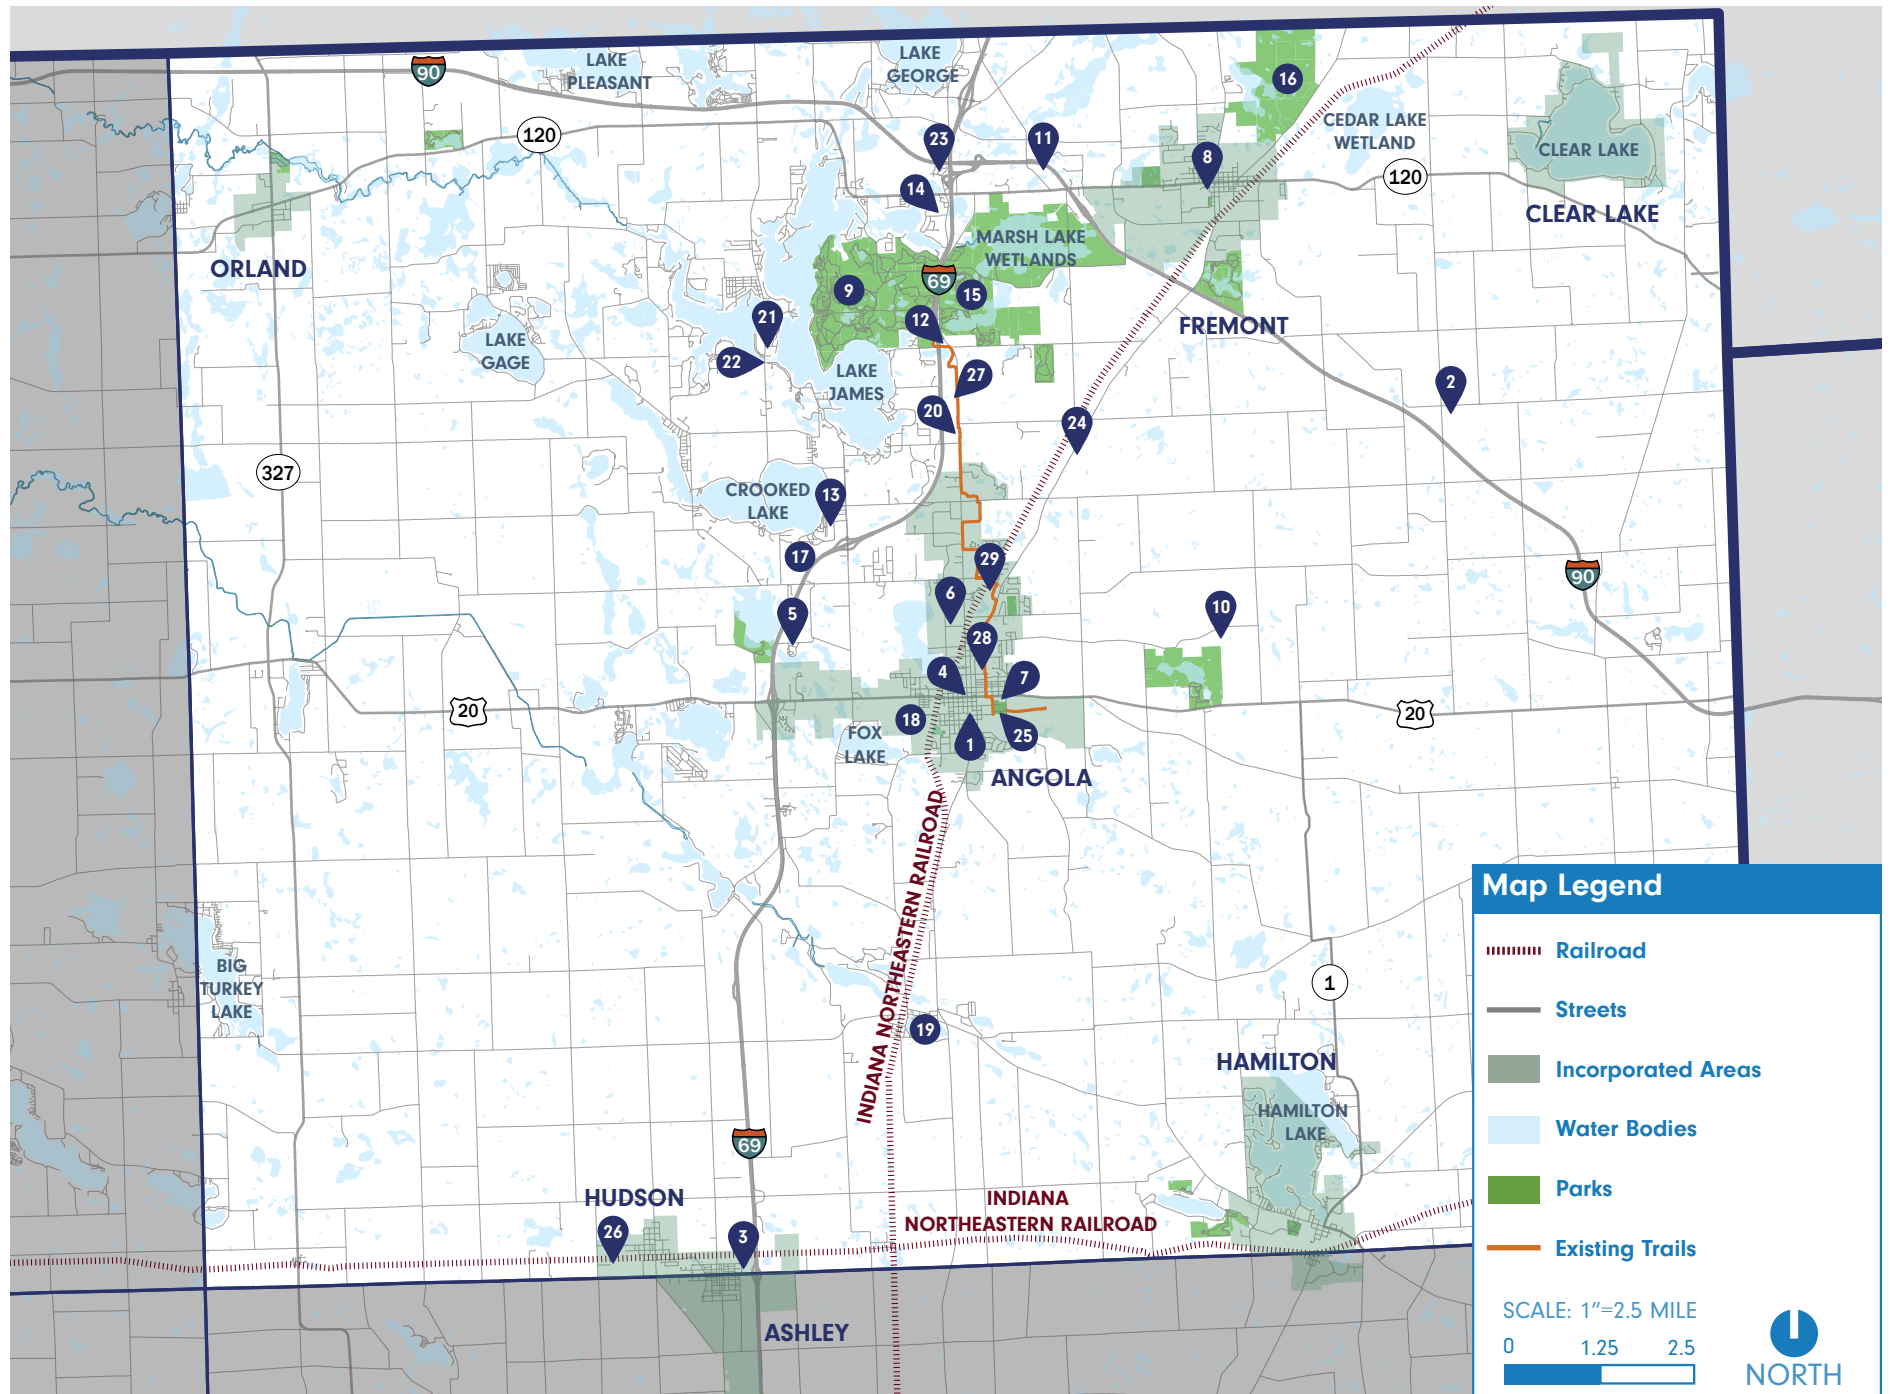 LAKE
PLEASANT
LAKE
GEORGE
90
16
120
23
11
CEDAR LAKE
WETLAND
CLEAR LAKE
8
120
14
CLEAR LAKE
MARSH LAKE
WETLANDS
ORLAND
69
9
15
21
12
FREMONT
LAKE
GAGE
22
LAKE
JAMES
27
2
20
24
327
CROOKED
LAKE
13
17
29
90
6
10
5
28
4
7
20
20
18
FOX
LAKE
1
25
ANGOLA
INDIANA NORTHEASTERN RAILROAD
BIG
TURKEY
LAKE
1
19
HAMILTON
HAMILTON
LAKE
69
HUDSON
INDIANA
NORTHEASTERN RAILROAD
26
3
ASHLEY
Map Legend
Railroad
Streets
Incorporated Areas
Water Bodies
Parks
Existing Trails
SCALE: 1"=2.5 MILE
0 1.25 2.5
NORTH